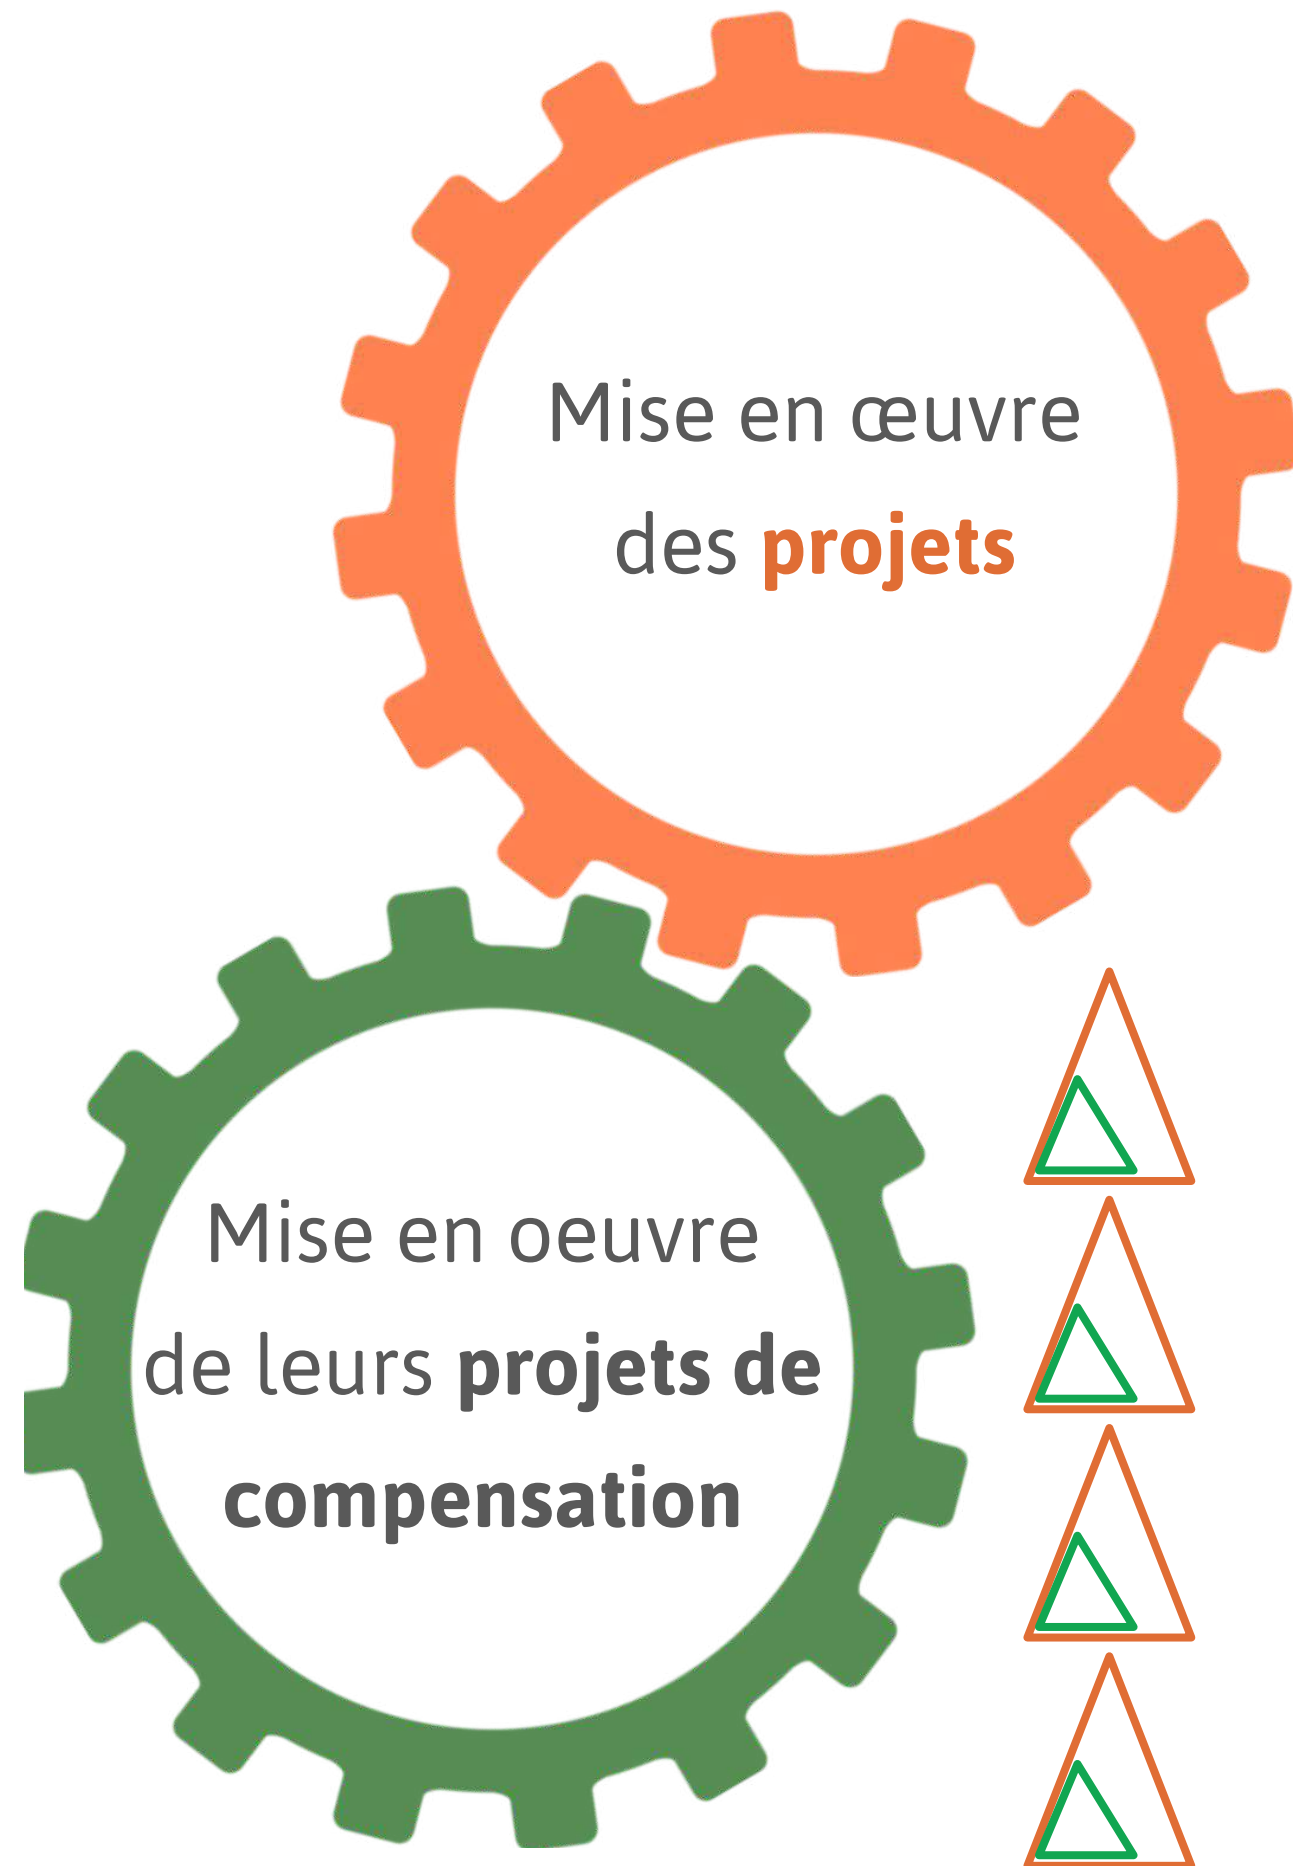 Mise en œuvre
des projets
Mise en oeuvre
de leurs projets de
compensation